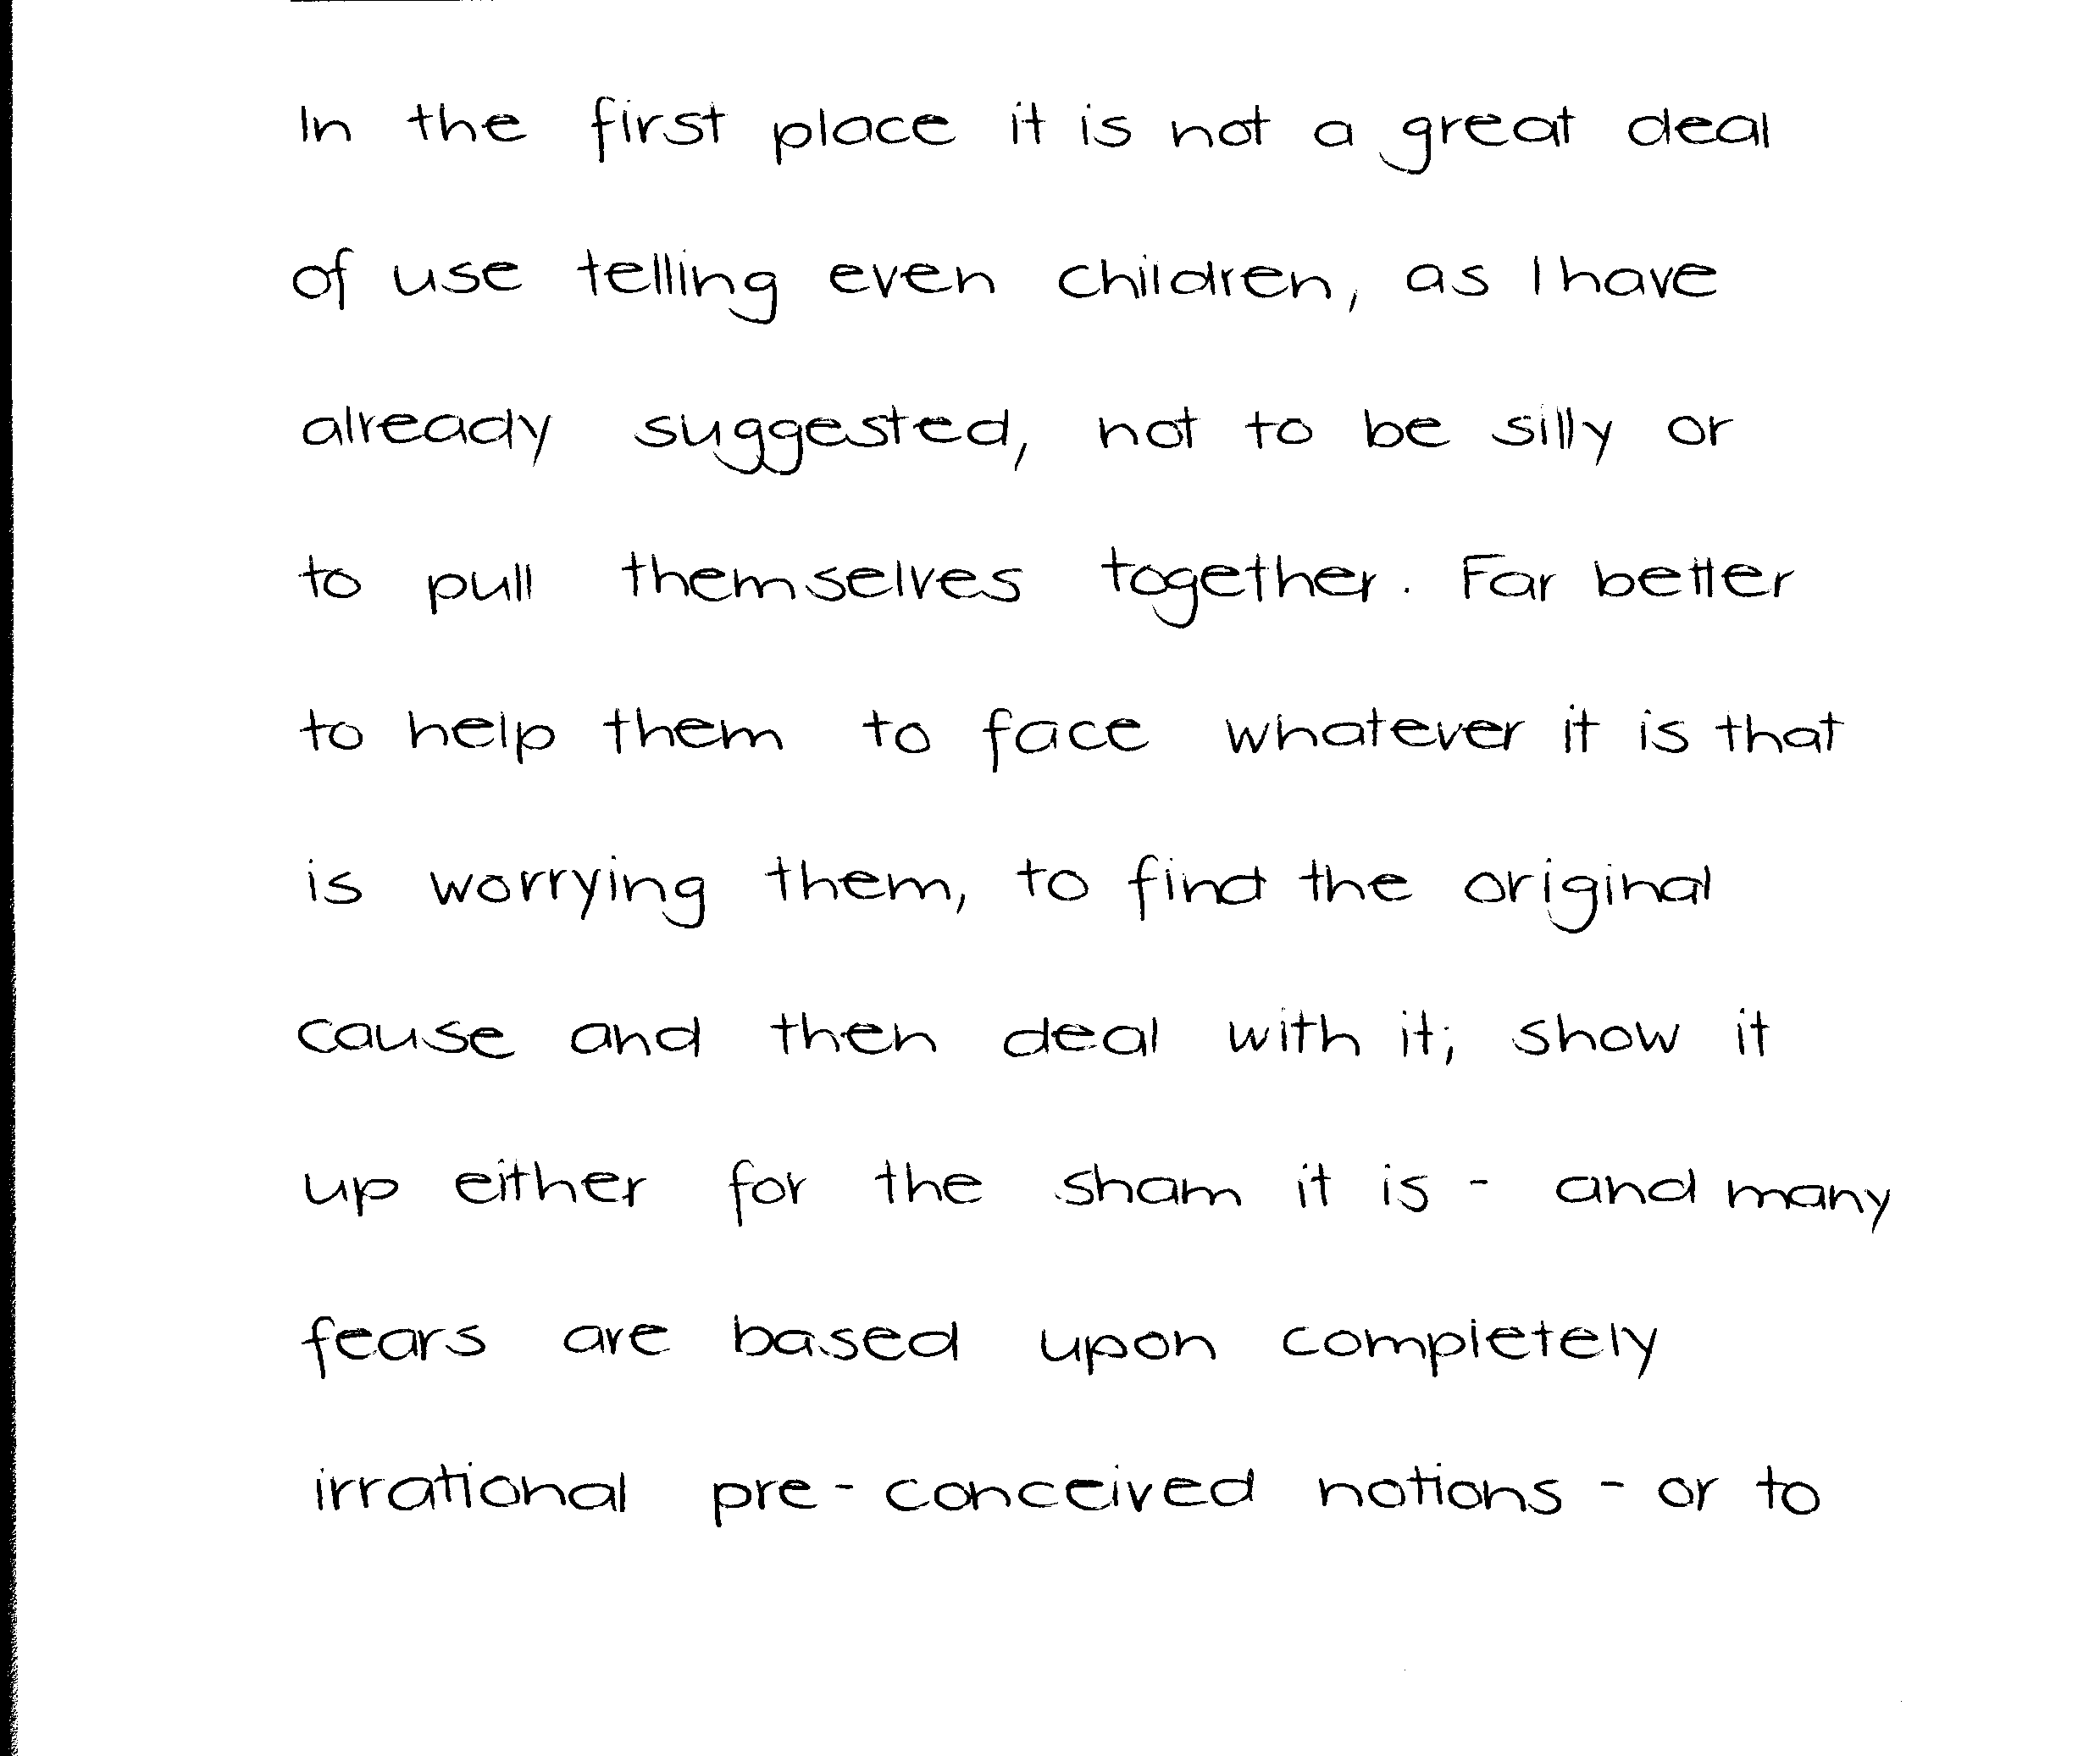 In the first place it is not a great deal
of use telling even children, as I have
already suggested, not to be silly or
to pull themselves together. Far better
to help them to face whatever it is that
is worrying them, to find the original
cause and then deal with it; show it
up either for the sham it is - and many
fears are based upon completely
irrational pre-conceived notions - or to